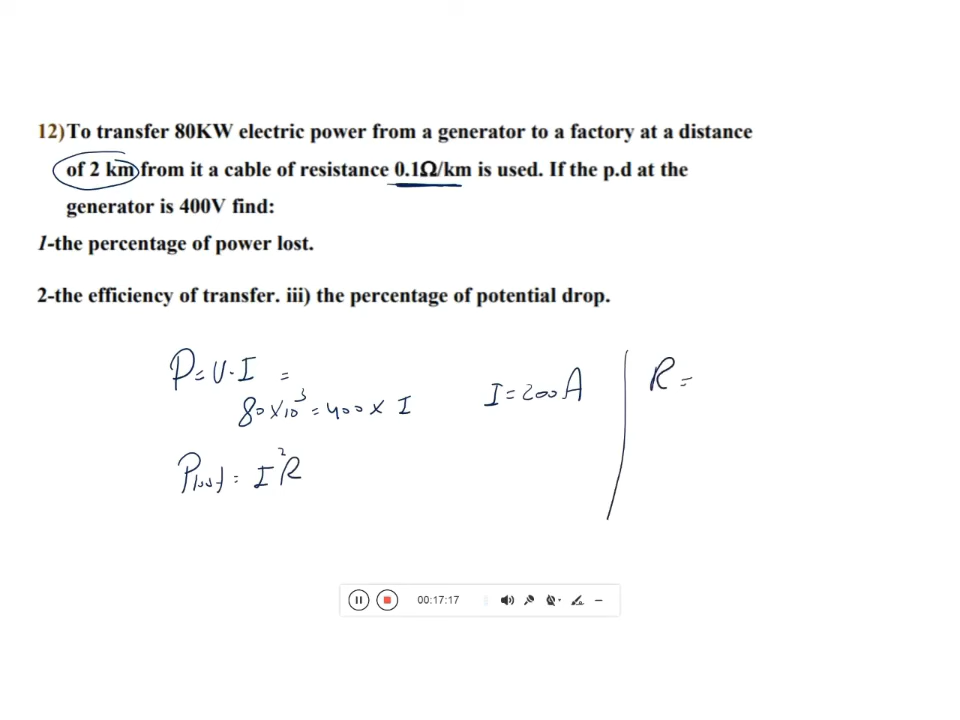 12)To transfer 80KW electric power from a generator to a factory at a distance
of 2 km from it a cable of resistance 0.1Ω/km is used. If the p.d at the
generator is 400V find:
1-the percentage of power lost.
2-the efficiency of transfer. iii) the percentage of potential drop.
P = V · I =
80 × 10³ = 400 × I
I = 200 A
R =
Plost = I²R
00:17:17